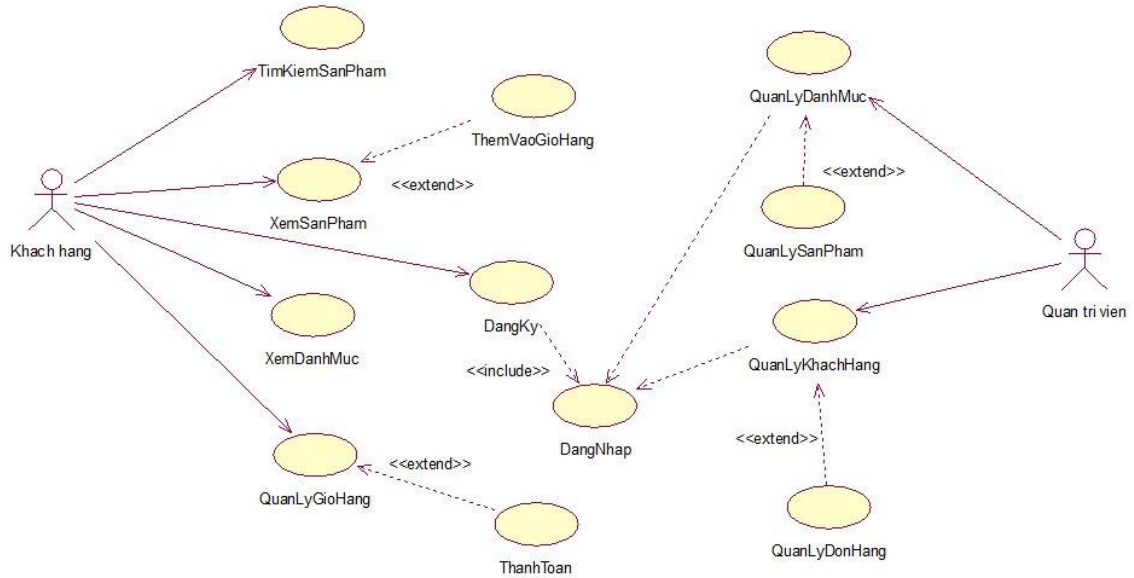 TimKiemSanPham
QuanLyDanhMuc
ThemVaoGioHang
<<extend>>
<<extend>>
XemSanPham
Khach hang
QuanLySanPham
DangKy
Quan tri vien
XemDanhMuc
QuanLyKhachHang
<<include>>
<<extend>>
DangNhap
<<extend>>
QuanLyGioHang
QuanLyDonHang
ThanhToan